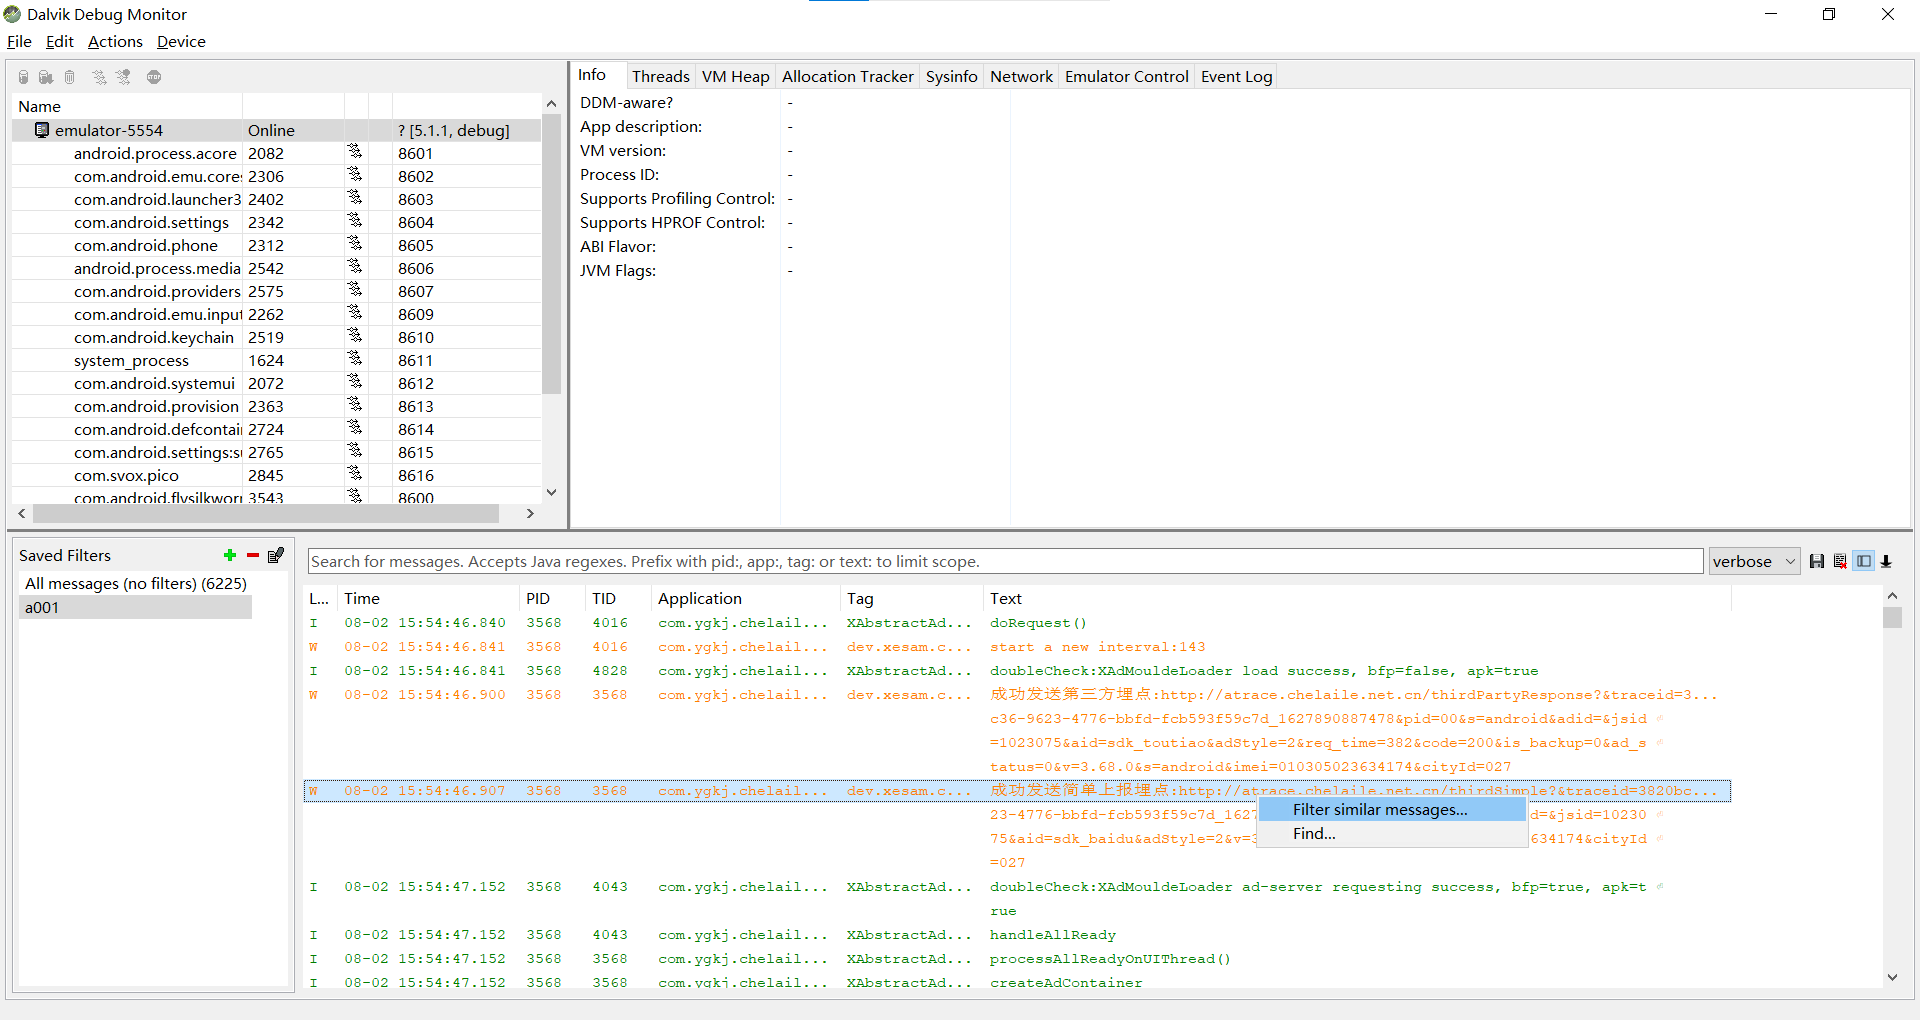 Dalvik Debug Monitor
File Edit Actions Device
Name
emulator-5554 Online ? [5.1.1, debug]
android.process.acore 2082 8601
com.android.emu.core: 2306 8602
com.android.launcher3 2402 8603
com.android.settings 2342 8604
com.android.phone 2312 8605
android.process.media 2542 8606
com.android.providers 2575 8607
com.android.emu.input 2262 8609
com.android.keychain 2519 8610
system_process 1624 8611
com.android.systemui 2072 8612
com.android.provision 2363 8613
com.android.defcontai 2724 8614
com.android.settings:s 2765 8615
com.svox.pico 2845 8616
com.android.flysilkwor 3543 8600
Info Threads VM Heap Allocation Tracker Sysinfo Network Emulator Control Event Log
DDM-aware? -
App description: -
VM version: -
Process ID: -
Supports Profiling Control: -
Supports HPROF Control: -
ABI Flavor: -
JVM Flags: -
Saved Filters
All messages (no filters) (6225)
a001
Search for messages. Accepts Java regexes. Prefix with pid:, app:, tag: or text: to limit scope.
verbose
L... Time PID TID Application Tag Text
I 08-02 15:54:46.840 3568 4016 com.ygkj.chelail... XAbstractAd... doRequest()
W 08-02 15:54:46.841 3568 4016 com.ygkj.chelail... dev.xesam.c... start a new interval:143
I 08-02 15:54:46.841 3568 4828 com.ygkj.chelail... XAbstractAd... doubleCheck:XAdMouldeLoader load success, bfp=false, apk=true
W 08-02 15:54:46.900 3568 3568 com.ygkj.chelail... dev.xesam.c... 成功发送第三方埋点:http://atrace.chelaile.net.cn/thirdPartyResponse?&traceid=3...
c36-9623-4776-bbfd-fcb593f59c7d_1627890887478&pid=00&s=android&adid=&jsid
=1023075&aid=sdk_toutiao&adStyle=2&req_time=382&code=200&is_backup=0&ad_s
tatus=0&v=3.68.0&s=android&imei=010305023634174&cityId=027
W 08-02 15:54:46.907 3568 3568 com.ygkj.chelail... dev.xesam.c... 成功发送简单上报埋点:http://atrace.chelaile.net.cn/thirdSimple?&traceid=3820bc...
23-4776-bbfd-fcb593f59c7d_1627 d=&jsid=10230
75&aid=sdk_baidu&adStyle=2&v=3 634174&cityId
=027
Filter similar messages...
Find...
I 08-02 15:54:47.152 3568 4043 com.ygkj.chelail... XAbstractAd... doubleCheck:XAdMouldeLoader ad-server requesting success, bfp=true, apk=t
rue
I 08-02 15:54:47.152 3568 4043 com.ygkj.chelail... XAbstractAd... handleAllReady
I 08-02 15:54:47.152 3568 3568 com.ygkj.chelail... XAbstractAd... processAllReadyOnUIThread()
I 08-02 15:54:47.152 3568 3568 com.ygkj.chelail... XAbstractAd... createAdContainer